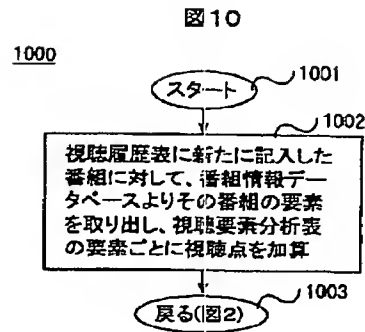 図10
1000
1001
スタート
1002
視聴履歴表に新たに記入した
番組に対して、番組情報デー
タベースよりその番組の要素
を取り出し、視聴要素分析表
の要素ごとに視聴点を加算
1003
戻る(図2)